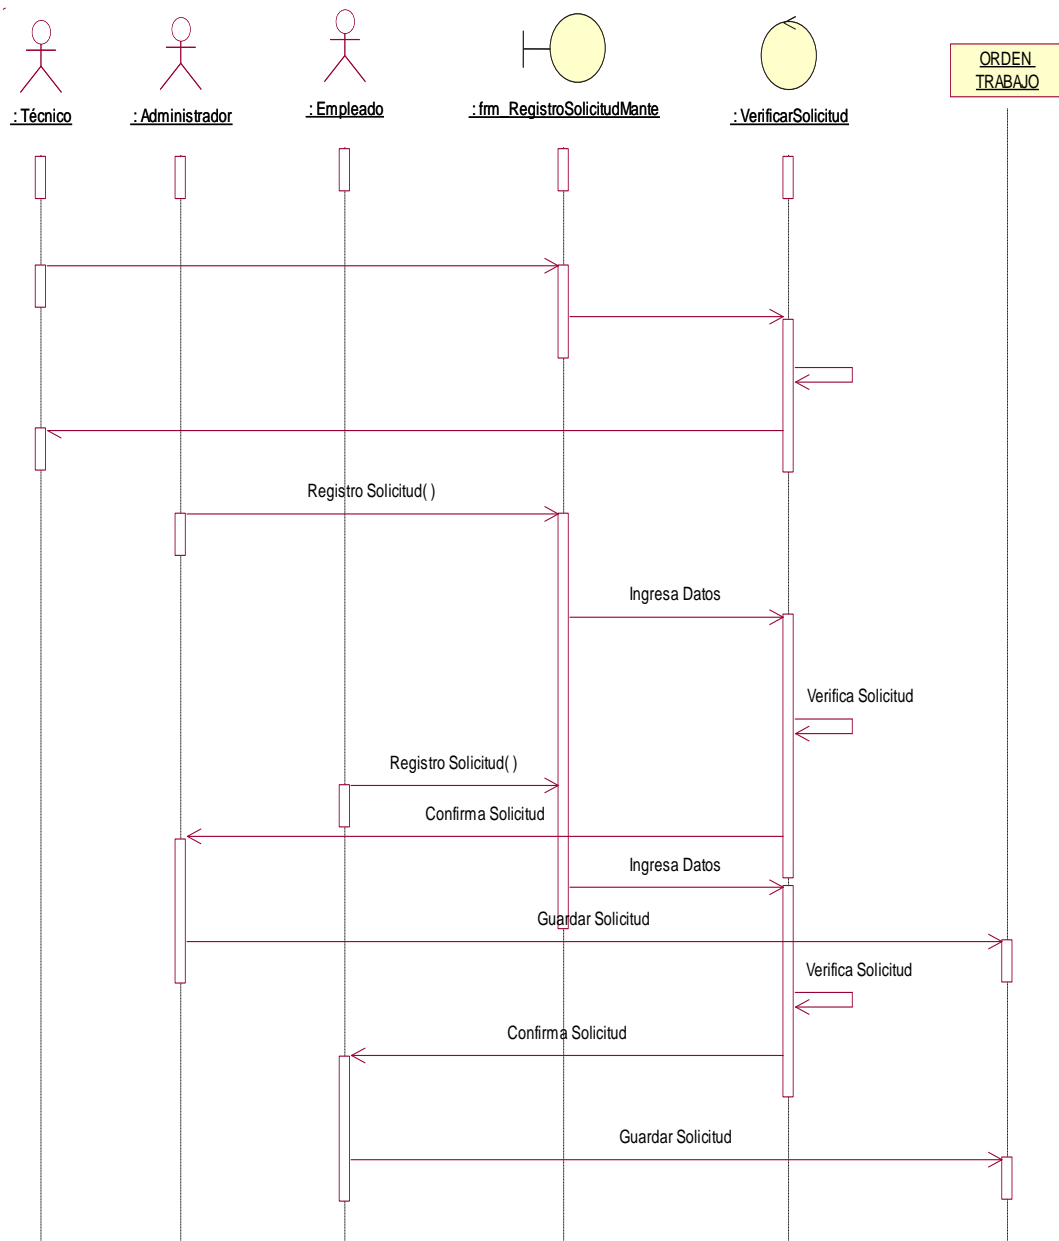 : Técnico
: Administrador
: Empleado
: frm_RegistroSolicitudMante
: VerificarSolicitud
ORDEN
TRABAJO
Registro Solicitud( )
Ingresa Datos
Verifica Solicitud
Registro Solicitud( )
Confirma Solicitud
Ingresa Datos
Guardar Solicitud
Verifica Solicitud
Confirma Solicitud
Guardar Solicitud